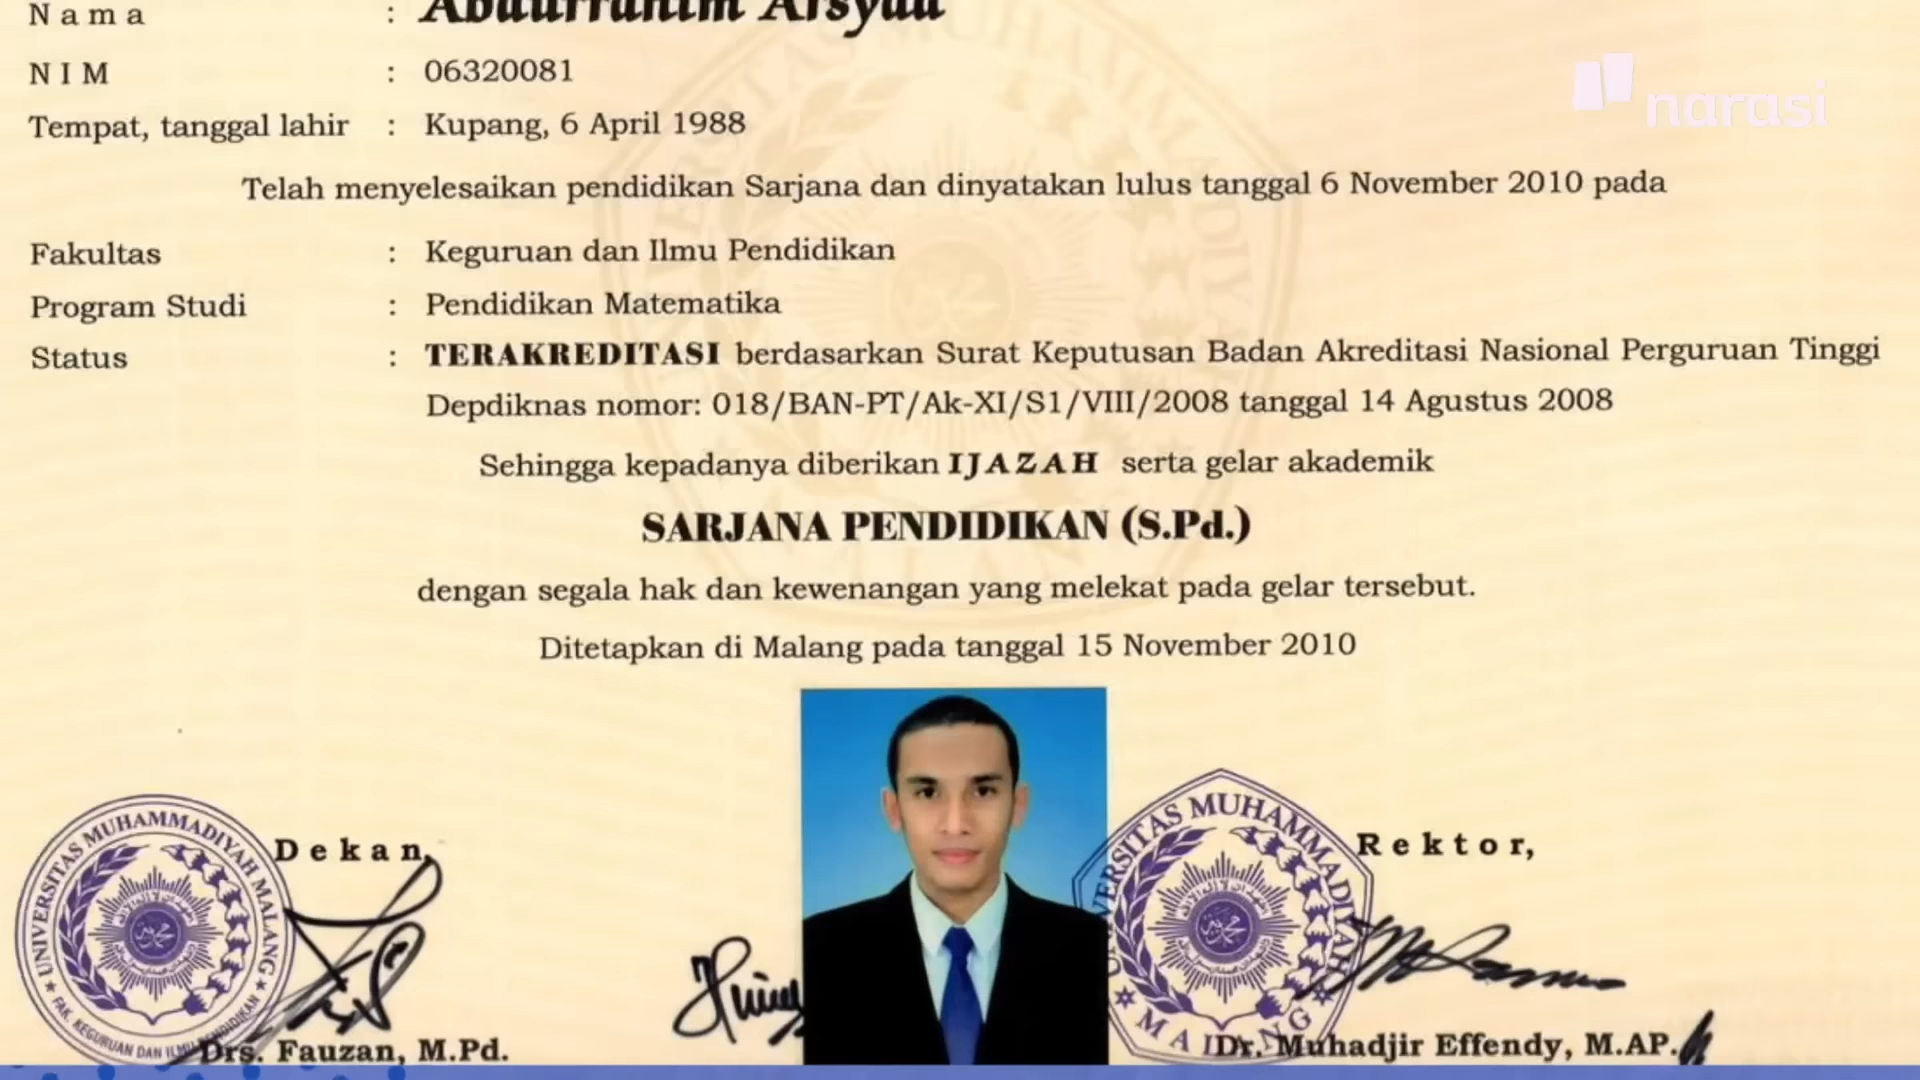 Nama : Abdurrahim Arsyad
narasi
NIM : 06320081
Tempat, tanggal lahir : Kupang, 6 April 1988
Telah menyelesaikan pendidikan Sarjana dan dinyatakan lulus tanggal 6 November 2010 pada
Fakultas : Keguruan dan Ilmu Pendidikan
Program Studi : Pendidikan Matematika
Status : TERAKREDITASI berdasarkan Surat Keputusan Badan Akreditasi Nasional Perguruan Tinggi
Depdiknas nomor: 018/BAN-PT/Ak-XI/S1/VIII/2008 tanggal 14 Agustus 2008
Sehingga kepadanya diberikan IJAZAH serta gelar akademik
SARJANA PENDIDIKAN (S.Pd.)
dengan segala hak dan kewenangan yang melekat pada gelar tersebut.
Ditetapkan di Malang pada tanggal 15 November 2010
Dekan,
UNIVERSITAS MUHAMMADIYAH MALANG
FAK. KEGURUAN DAN ILMU PENDIDIKAN
Drs. Fauzan, M.Pd.
Rektor,
UNIVERSITAS MUHAMMADIYAH
MALANG
Dr. Muhadjir Effendy, M.AP.